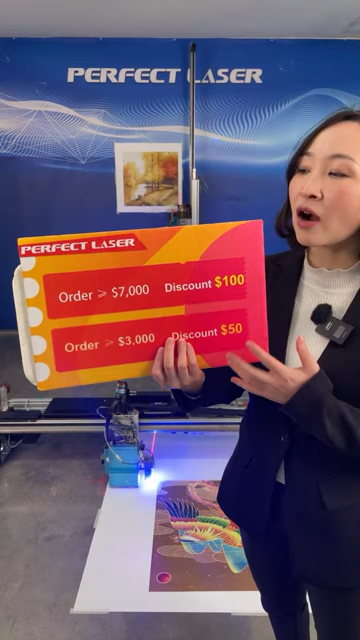 PERFECT LASER
PERFECT LASER
Order ⩾ $7,000 Discount $100
Order ⩾ $3,000 Discount $50